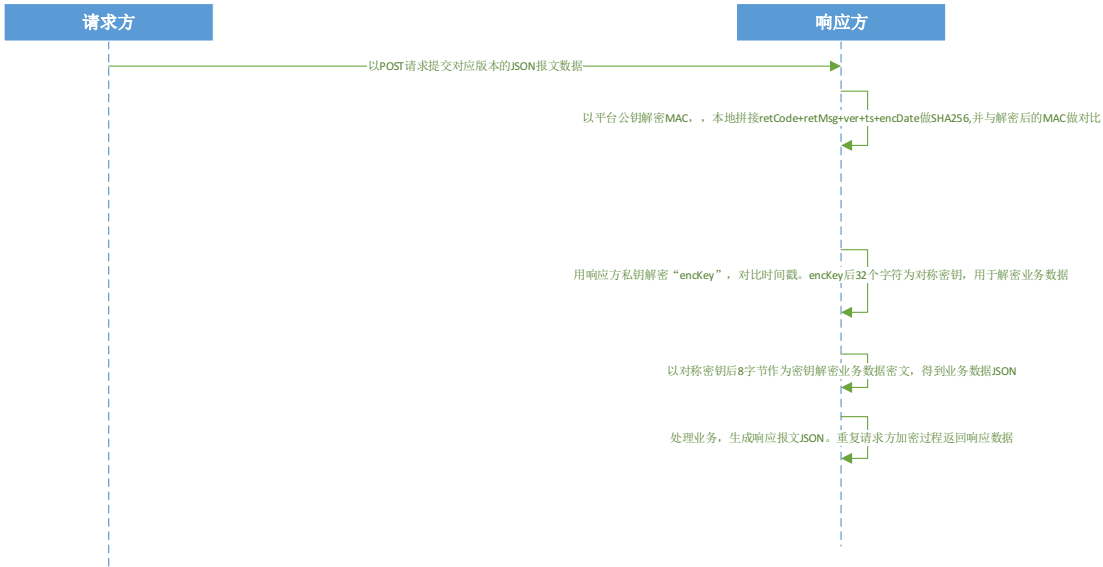 请求方
响应方
以POST请求提交对应版本的JSON报文数据
以平台公钥解密MAC，，本地拼接retCode+retMsg+ver+ts+encDate做SHA256,并与解密后的MAC做对比
用响应方私钥解密“encKey”，对比时间戳。encKey后32个字符为对称密钥，用于解密业务数据
以对称密钥后8字节作为密钥解密业务数据密文，得到业务数据JSON
处理业务，生成响应报文JSON。重复请求方加密过程返回响应数据